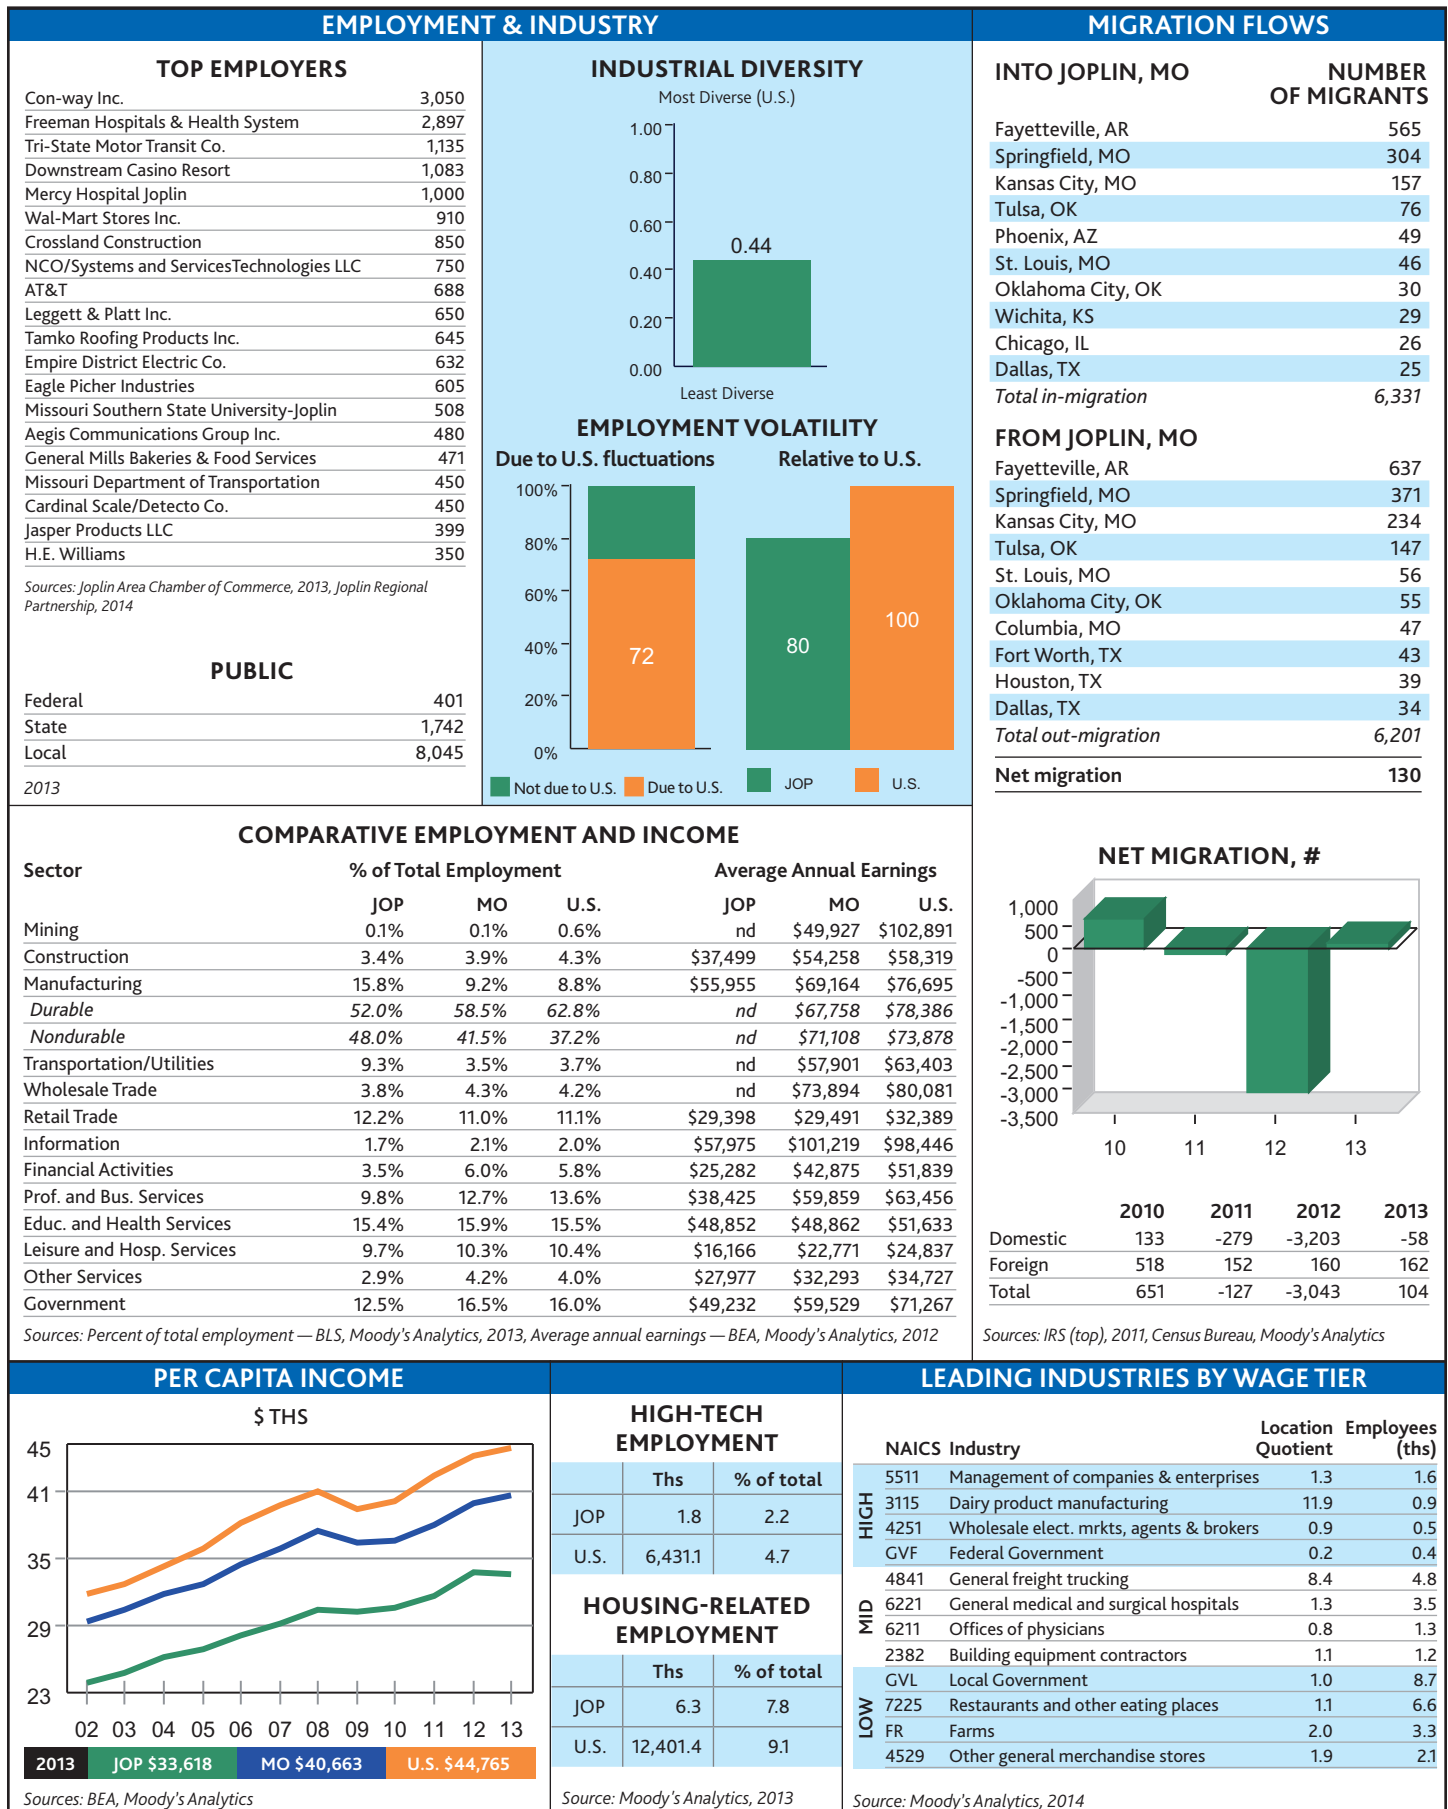 EMPLOYMENT & INDUSTRY
TOP EMPLOYERS
Con-way Inc. 3,050
Freeman Hospitals & Health System 2,897
Tri-State Motor Transit Co. 1,135
Downstream Casino Resort 1,083
Mercy Hospital Joplin 1,000
Wal-Mart Stores Inc. 910
Crossland Construction 850
NCO/Systems and ServicesTechnologies LLC 750
AT&T 688
Leggett & Platt Inc. 650
Tamko Roofing Products Inc. 645
Empire District Electric Co. 632
Eagle Picher Industries 605
Missouri Southern State University-Joplin 508
Aegis Communications Group Inc. 480
General Mills Bakeries & Food Services 471
Missouri Department of Transportation 450
Cardinal Scale/Detecto Co. 450
Jasper Products LLC 399
H.E. Williams 350
Sources: Joplin Area Chamber of Commerce, 2013, Joplin Regional
Partnership, 2014
PUBLIC
Federal 401
State 1,742
Local 8,045
2013
INDUSTRIAL DIVERSITY
Most Diverse (U.S.)
1.00
0.80
0.60
0.40
0.20
0.00
0.44
Least Diverse
EMPLOYMENT VOLATILITY
Due to U.S. fluctuations Relative to U.S.
100%
80%
60%
40%
20%
0%
72
80
100
Not due to U.S. Due to U.S. JOP U.S.
MIGRATION FLOWS
INTO JOPLIN, MO NUMBER
OF MIGRANTS
Fayetteville, AR 565
Springfield, MO 304
Kansas City, MO 157
Tulsa, OK 76
Phoenix, AZ 49
St. Louis, MO 46
Oklahoma City, OK 30
Wichita, KS 29
Chicago, IL 26
Dallas, TX 25
Total in-migration 6,331
FROM JOPLIN, MO
Fayetteville, AR 637
Springfield, MO 371
Kansas City, MO 234
Tulsa, OK 147
St. Louis, MO 56
Oklahoma City, OK 55
Columbia, MO 47
Fort Worth, TX 43
Houston, TX 39
Dallas, TX 34
Total out-migration 6,201
Net migration 130
NET MIGRATION, #
1,000
500
0
-500
-1,000
-1,500
-2,000
-2,500
-3,000
-3,500
10 11 12 13
2010 2011 2012 2013
Domestic 133 -279 -3,203 -58
Foreign 518 152 160 162
Total 651 -127 -3,043 104
Sources: IRS (top), 2011, Census Bureau, Moody's Analytics
COMPARATIVE EMPLOYMENT AND INCOME
Sector % of Total Employment Average Annual Earnings
JOP MO U.S. JOP MO U.S.
Mining 0.1% 0.1% 0.6% nd $49,927 $102,891
Construction 3.4% 3.9% 4.3% $37,499 $54,258 $58,319
Manufacturing 15.8% 9.2% 8.8% $55,955 $69,164 $76,695
Durable 52.0% 58.5% 62.8% nd $67,758 $78,386
Nondurable 48.0% 41.5% 37.2% nd $71,108 $73,878
Transportation/Utilities 9.3% 3.5% 3.7% nd $57,901 $63,403
Wholesale Trade 3.8% 4.3% 4.2% nd $73,894 $80,081
Retail Trade 12.2% 11.0% 11.1% $29,398 $29,491 $32,389
Information 1.7% 2.1% 2.0% $57,975 $101,219 $98,446
Financial Activities 3.5% 6.0% 5.8% $25,282 $42,875 $51,839
Prof. and Bus. Services 9.8% 12.7% 13.6% $38,425 $59,859 $63,456
Educ. and Health Services 15.4% 15.9% 15.5% $48,852 $48,862 $51,633
Leisure and Hosp. Services 9.7% 10.3% 10.4% $16,166 $22,771 $24,837
Other Services 2.9% 4.2% 4.0% $27,977 $32,293 $34,727
Government 12.5% 16.5% 16.0% $49,232 $59,529 $71,267
Sources: Percent of total employment — BLS, Moody's Analytics, 2013, Average annual earnings — BEA, Moody's Analytics, 2012
PER CAPITA INCOME
$ THS
45
41
35
29
23
02 03 04 05 06 07 08 09 10 11 12 13
2013 JOP $33,618 MO $40,663 U.S. $44,765
Sources: BEA, Moody's Analytics
HIGH-TECH
EMPLOYMENT
Ths % of total
JOP 1.8 2.2
U.S. 6,431.1 4.7
HOUSING-RELATED
EMPLOYMENT
Ths % of total
JOP 6.3 7.8
U.S. 12,401.4 9.1
Source: Moody's Analytics, 2013
LEADING INDUSTRIES BY WAGE TIER
Location Employees
NAICS Industry Quotient (ths)
HIGH
5511 Management of companies & enterprises 1.3 1.6
3115 Dairy product manufacturing 11.9 0.9
4251 Wholesale elect. mrkts, agents & brokers 0.9 0.5
GVF Federal Government 0.2 0.4
MID
4841 General freight trucking 8.4 4.8
6221 General medical and surgical hospitals 1.3 3.5
6211 Offices of physicians 0.8 1.3
2382 Building equipment contractors 1.1 1.2
LOW
GVL Local Government 1.0 8.7
7225 Restaurants and other eating places 1.1 6.6
FR Farms 2.0 3.3
4529 Other general merchandise stores 1.9 2.1
Source: Moody's Analytics, 2014